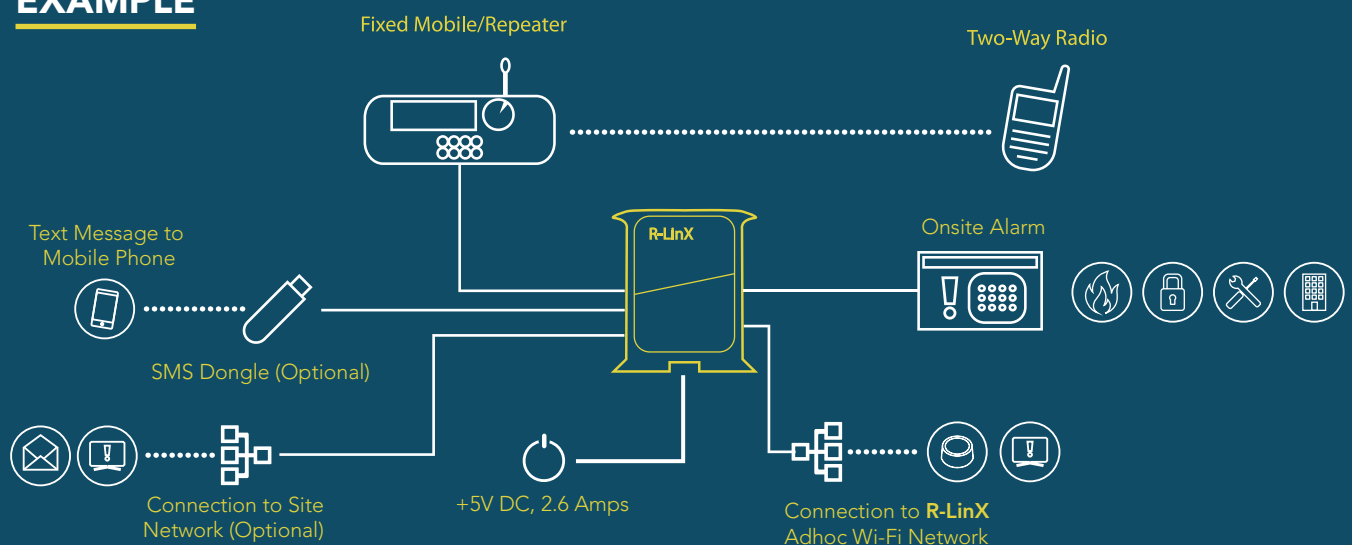 EXAMPLE
Fixed Mobile/Repeater
Two-Way Radio
Text Message to
Mobile Phone
R-LinX
Onsite Alarm
SMS Dongle (Optional)
Connection to Site
Network (Optional)
+5V DC, 2.6 Amps
Connection to R-LinX
Adhoc Wi-Fi Network